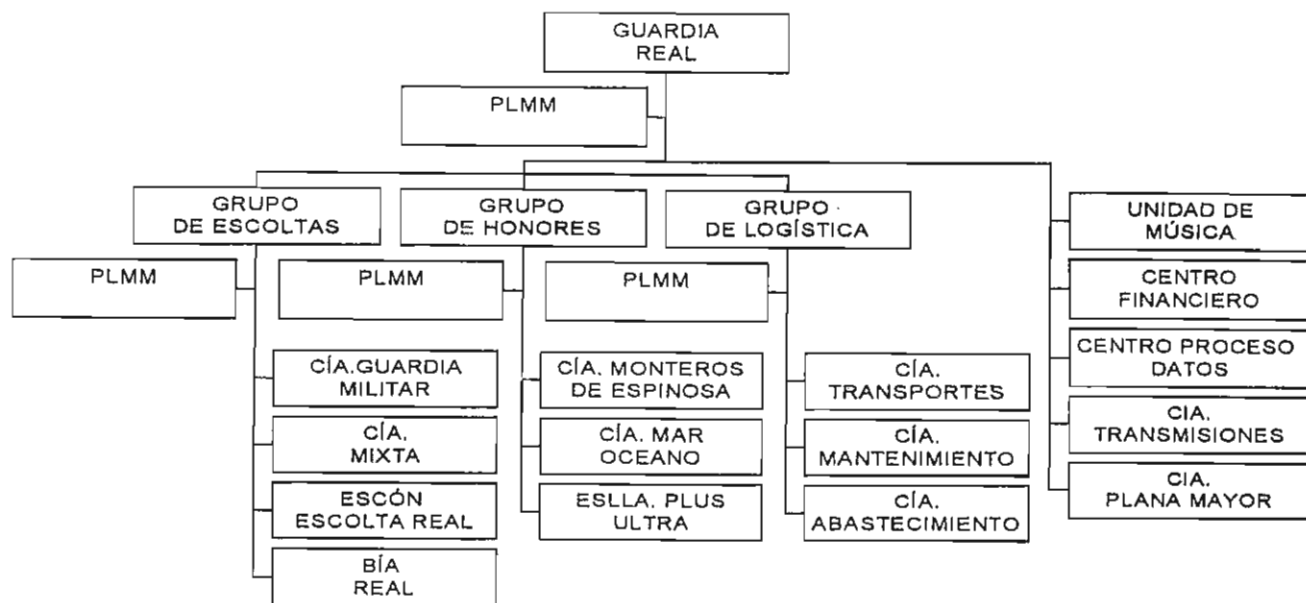 GUARDIA
REAL
PLMM
GRUPO
DE ESCOLTAS
GRUPO
DE HONORES
GRUPO
DE LOGÍSTICA
UNIDAD DE
MÚSICA
CENTRO
FINANCIERO
CENTRO PROCESO
DATOS
CIA.
TRANSMISIONES
CIA.
PLANA MAYOR
PLMM
PLMM
PLMM
CÍA.GUARDIA
MILITAR
CÍA.
MIXTA
ESCÓN
ESCOLTA REAL
BÍA
REAL
CÍA. MONTEROS
DE ESPINOSA
CÍA. MAR
OCEANO
ESLLA. PLUS
ULTRA
CÍA.
TRANSPORTES
CÍA.
MANTENIMIENTO
CÍA.
ABASTECIMIENTO